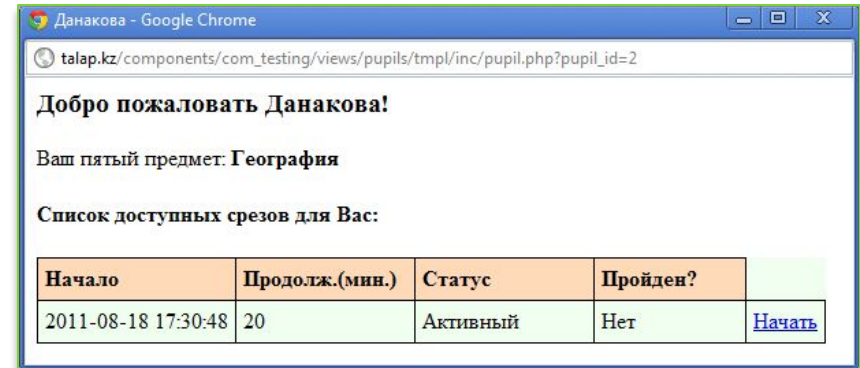 Данакова - Google Chrome
talap.kz/components/com_testing/views/pupils/tmpl/inc/pupil.php?pupil_id=2
Добро пожаловать Данакова!
Ваш пятый предмет: География
Список доступных срезов для Вас:
Начало Продолж.(мин.) Статус Пройден?
2011-08-18 17:30:48 20 Активный Нет Начать